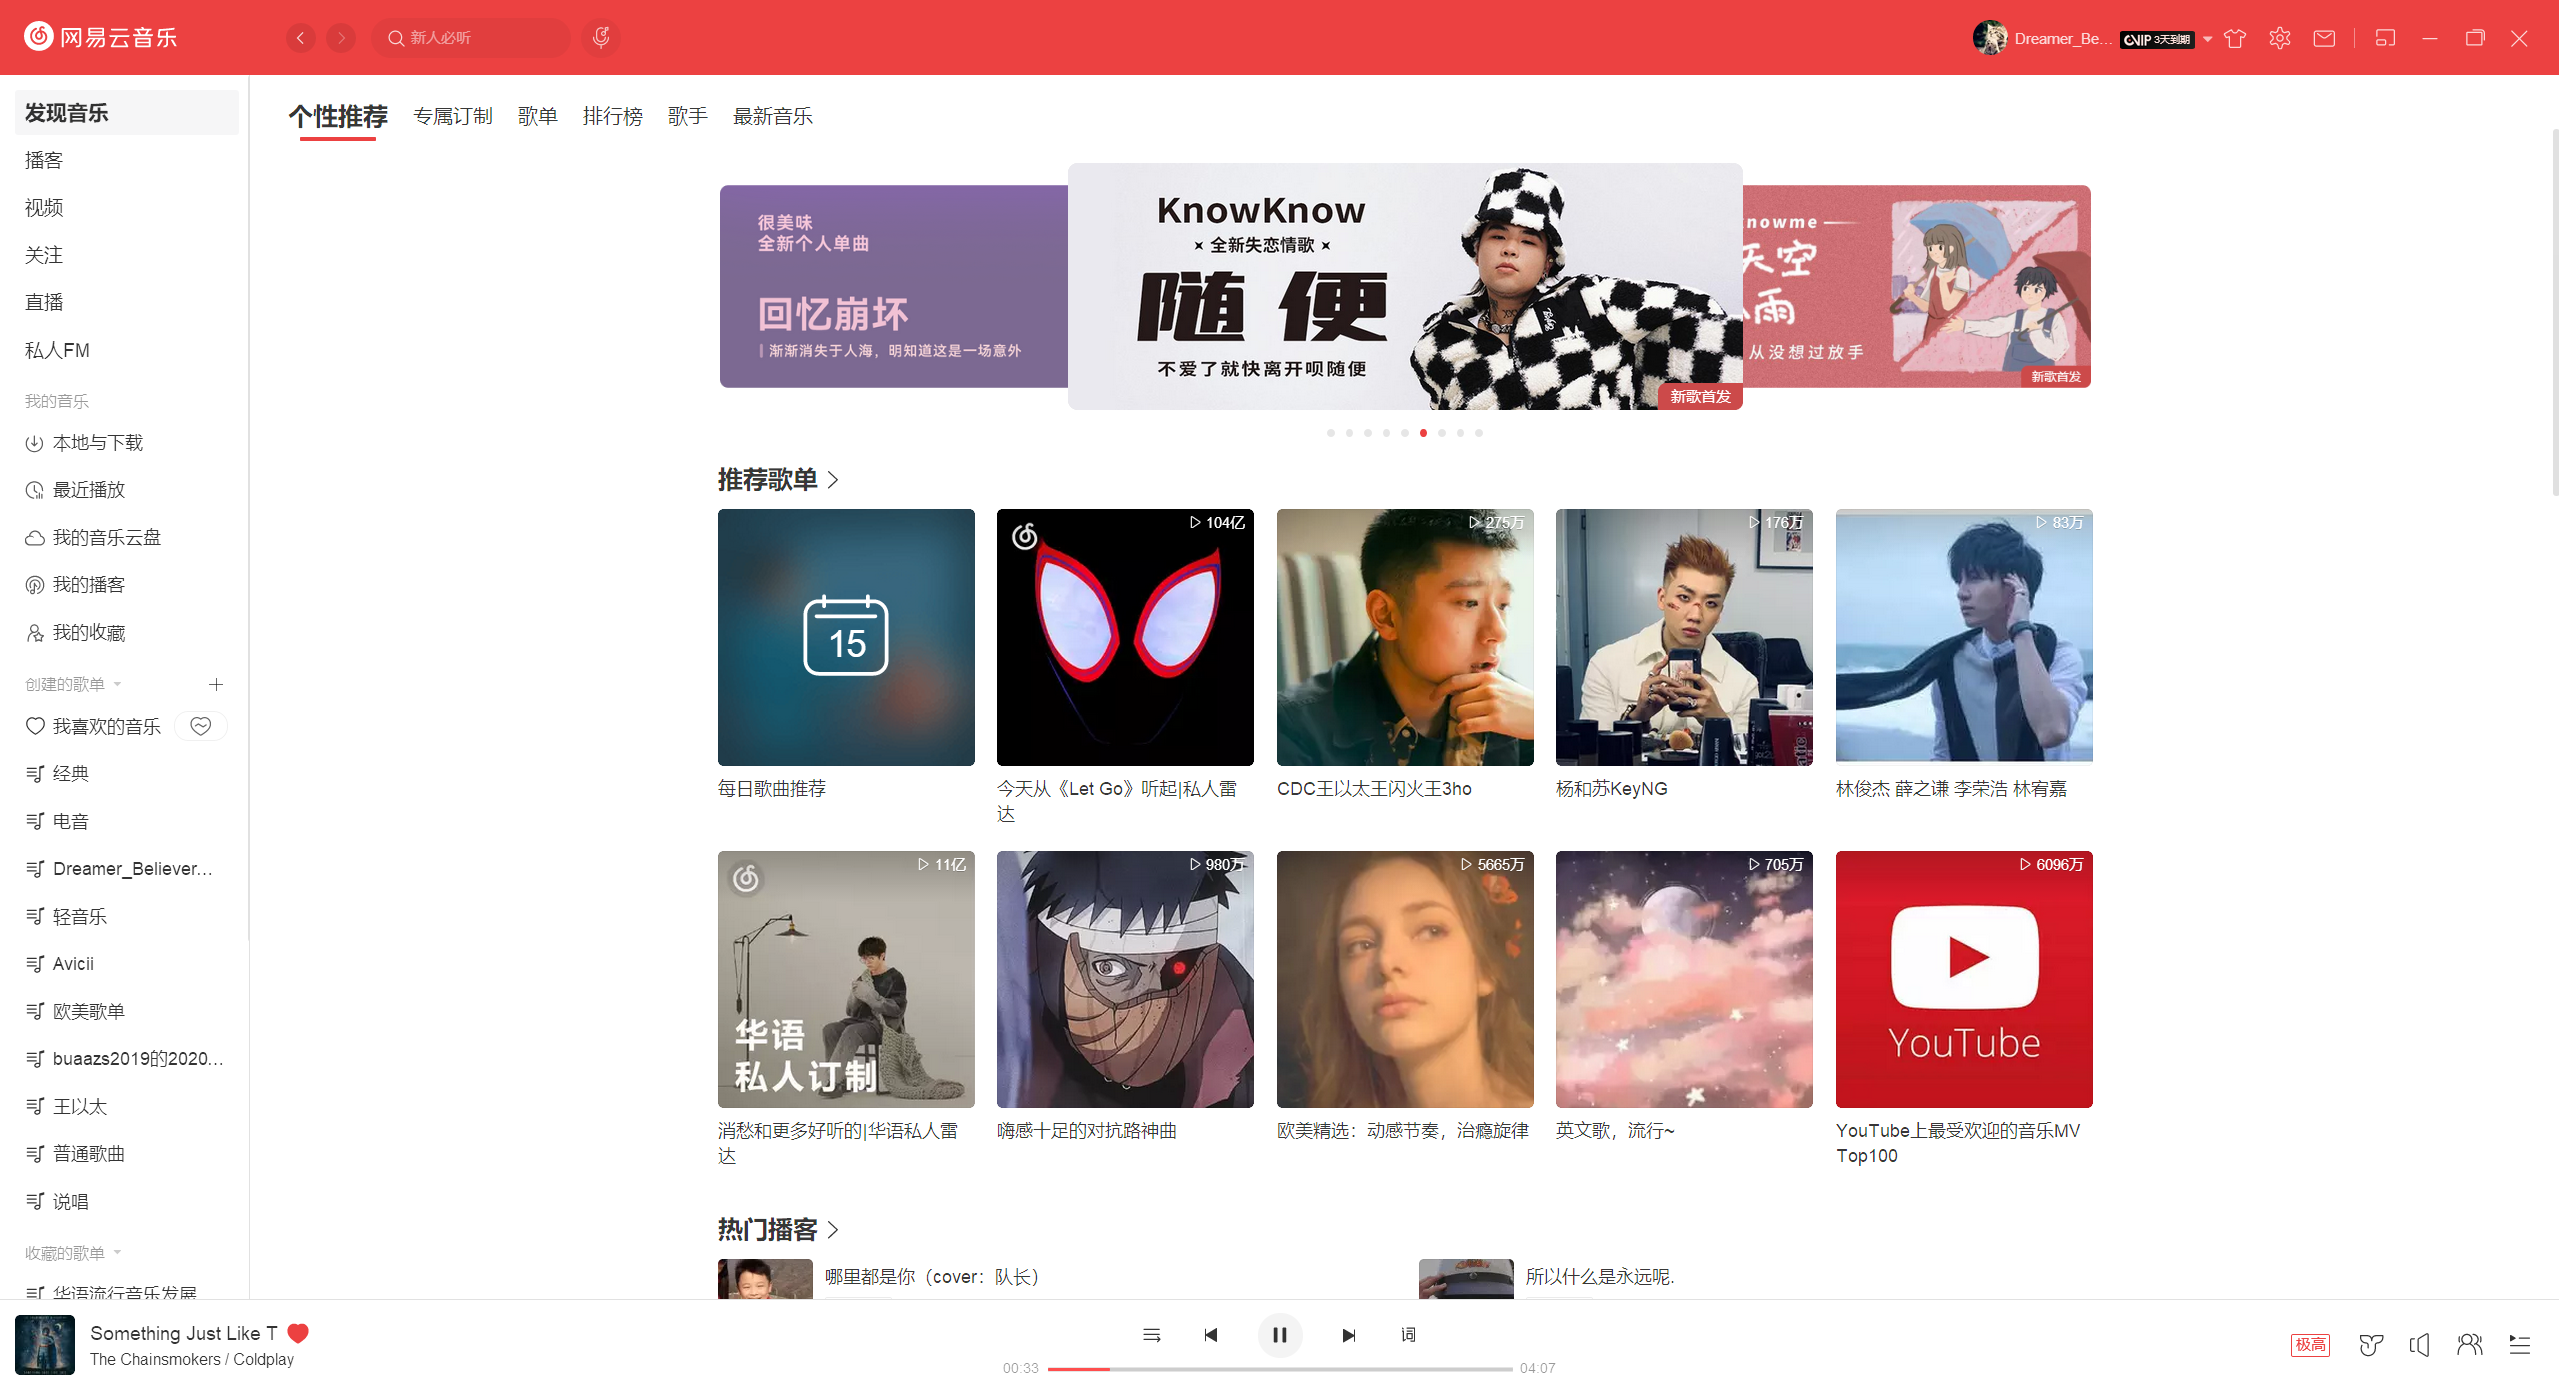 网易云音乐
新人必听
Dreamer_Be...
VIP 3天到期
发现音乐
播客
视频
关注
直播
私人FM
我的音乐
本地与下载
最近播放
我的音乐云盘
我的播客
我的收藏
创建的歌单
我喜欢的音乐
经典
电音
Dreamer_Believer...
轻音乐
Avicii
欧美歌单
buaazs2019的2020...
王以太
普通歌曲
说唱
收藏的歌单
华语流行音乐发展
个性推荐 专属订制 歌单 排行榜 歌手 最新音乐
很美味
全新个人单曲
回忆崩坏
渐渐消失于人海，明知道这是一场意外
KnowKnow
全新失恋情歌
随便
不爱了就快离开呗随便
新歌首发
nowme
天空
雨
从没想过放手
新歌首发
推荐歌单
15
每日歌曲推荐
104亿
今天从《Let Go》听起|私人雷
达
275万
CDC王以太王闪火王3ho
176万
杨和苏KeyNG
83万
林俊杰 薛之谦 李荣浩 林宥嘉
11亿
华语
私人订制
消愁和更多好听的|华语私人雷
达
980万
嗨感十足的对抗路神曲
5665万
欧美精选：动感节奏，治瘾旋律
705万
英文歌，流行~
6096万
YouTube
YouTube上最受欢迎的音乐MV
Top100
热门播客
哪里都是你（cover：队长）
所以什么是永远呢.
Something Just Like T
The Chainsmokers / Coldplay
词
00:33
04:07
极高